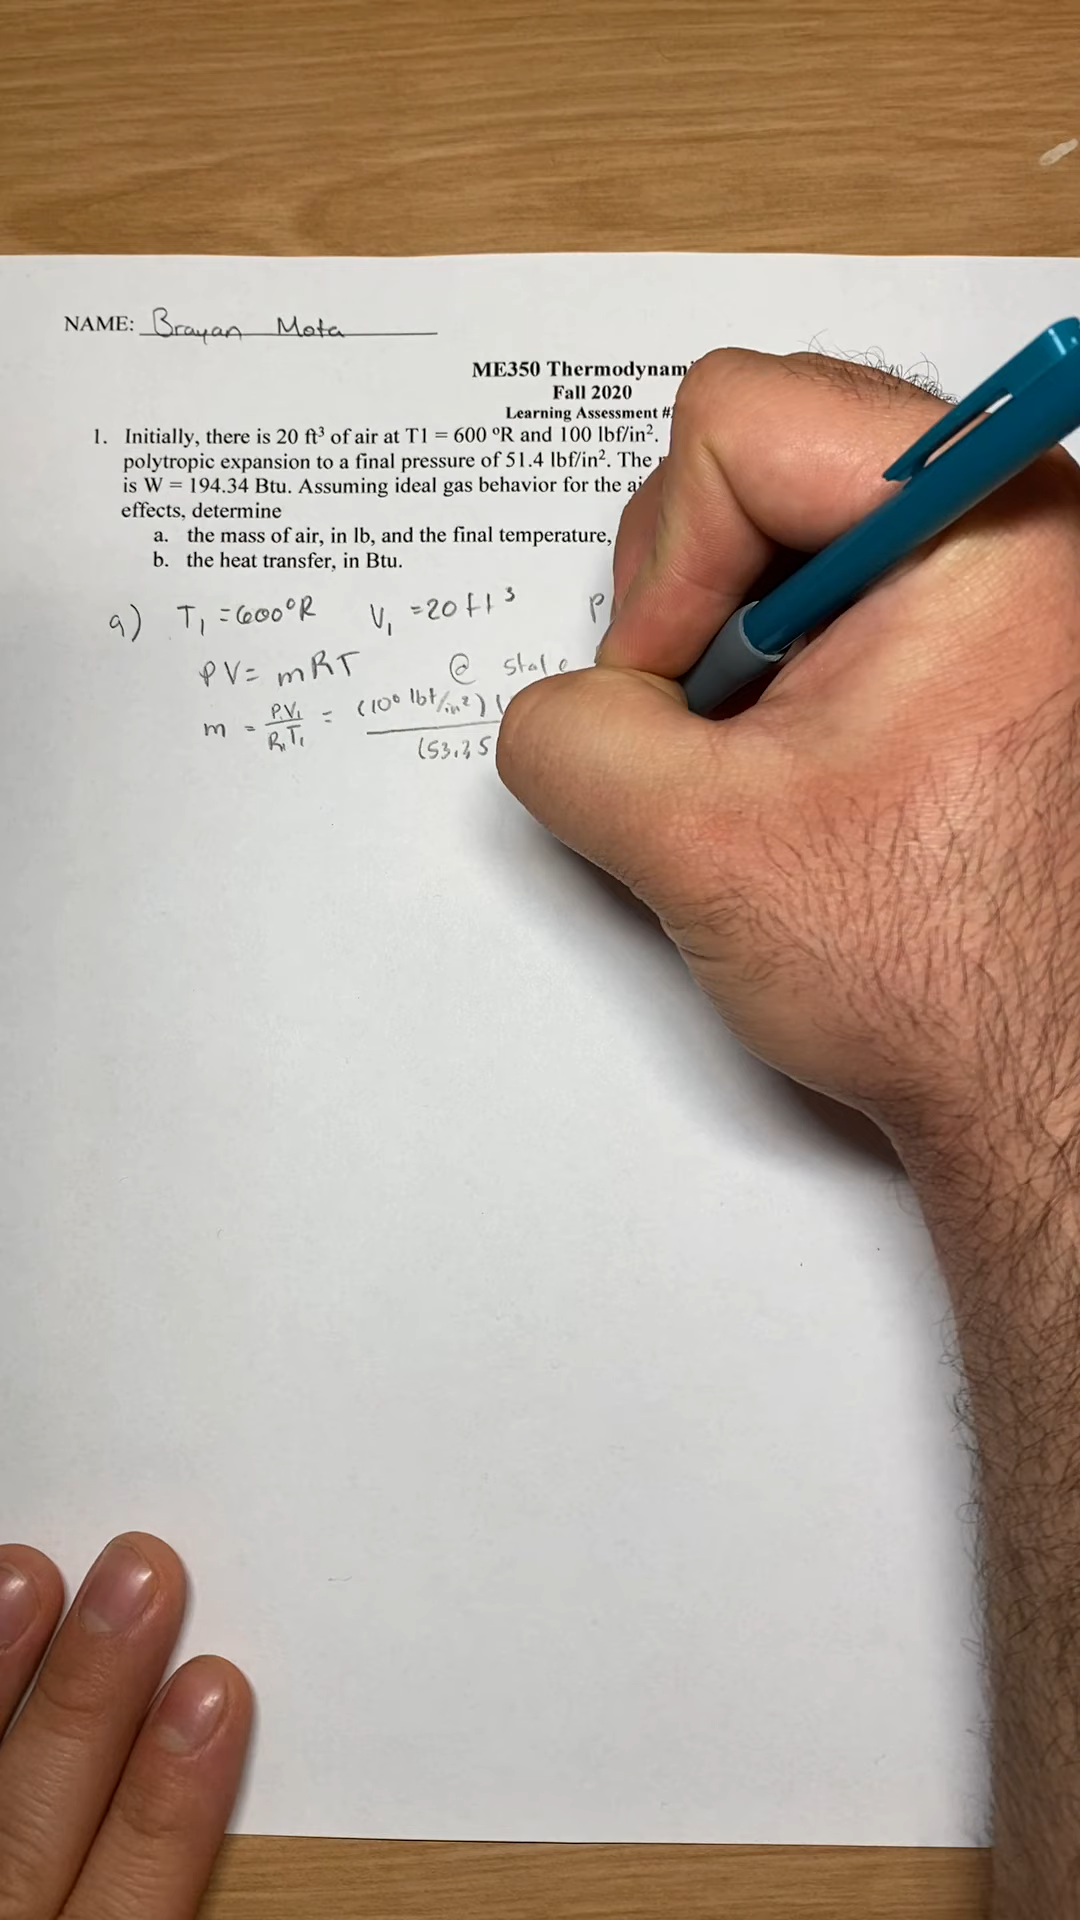 NAME: Brayan Mota
ME350 Thermodynam
Fall 2020
Learning Assessment #
1. Initially, there is 20 ft³ of air at T1 = 600 ºR and 100 lbf/in².
polytropic expansion to a final pressure of 51.4 lbf/in². The
is W = 194.34 Btu. Assuming ideal gas behavior for the ai
effects, determine
a. the mass of air, in lb, and the final temperature,
b. the heat transfer, in Btu.
a) T₁ = 600°R V₁ = 20 ft³ P
PV = mRT @ state
m = P₁V₁/R₁T₁ = (100 lbf/in²) (
(53.35